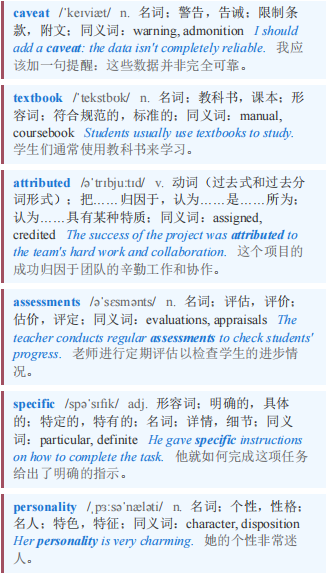 caveat /ˈkeɪviæt/ n. 名词；警告，告诫；限制条
款，附文；同义词：warning, admonition I should
add a caveat: the data isn't completely reliable. 我应
该加一句提醒：这些数据并非完全可靠。
textbook /ˈtekstbʊk/ n. 名词；教科书，课本；形
容词；符合规范的，标准的；同义词：manual,
coursebook Students usually use textbooks to study.
学生们通常使用教科书来学习。
attributed /əˈtrɪbjuːtɪd/ v. 动词（过去式和过去分
词形式）；把……归因于，认为……是……所为；
认为……具有某种特质；同义词：assigned,
credited The success of the project was attributed to
the team's hard work and collaboration. 这个项目的
成功归因于团队的辛勤工作和协作。
assessments /əˈsɛsmənts/ n. 名词；评估，评价；
估价，评定；同义词：evaluations, appraisals The
teacher conducts regular assessments to check students'
progress. 老师进行定期评估以检查学生的进步情
况。
specific /spəˈsɪfɪk/ adj. 形容词；明确的，具体
的；特定的，特有的；名词；详情，细节；同义
词：particular, definite He gave specific instructions
on how to complete the task. 他就如何完成这项任务
给出了明确的指示。
personality /ˌpɜːsəˈnæləti/ n. 名词；个性，性格；
名人；特色，特征；同义词：character, disposition
Her personality is very charming. 她的个性非常迷
人。